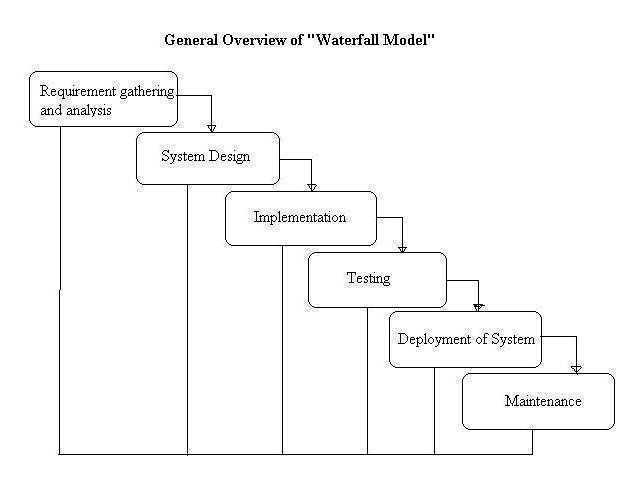 General Overview of "Waterfall Model"
Requirement gathering
and analysis
System Design
Implementation
Testing
Deployment of System
Maintenance